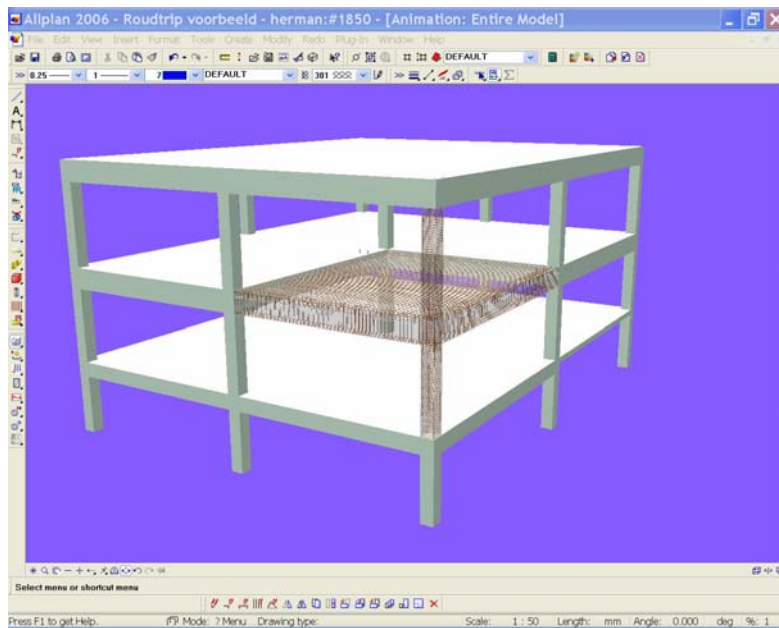 Allplan 2006 - Roudtrip voorbeeld - herman:#1850 - [Animation: Entire Model]
File Edit View Insert Format Tools Create Modify Redo Plug-Ins Window Help
DEFAULT
0.25 1 7 DEFAULT 301
Select menu or shortcut menu
Press F1 to get Help. Mode: ? Menu Drawing type: Scale: 1 : 50 Length: mm Angle: 0.000 deg %: 1